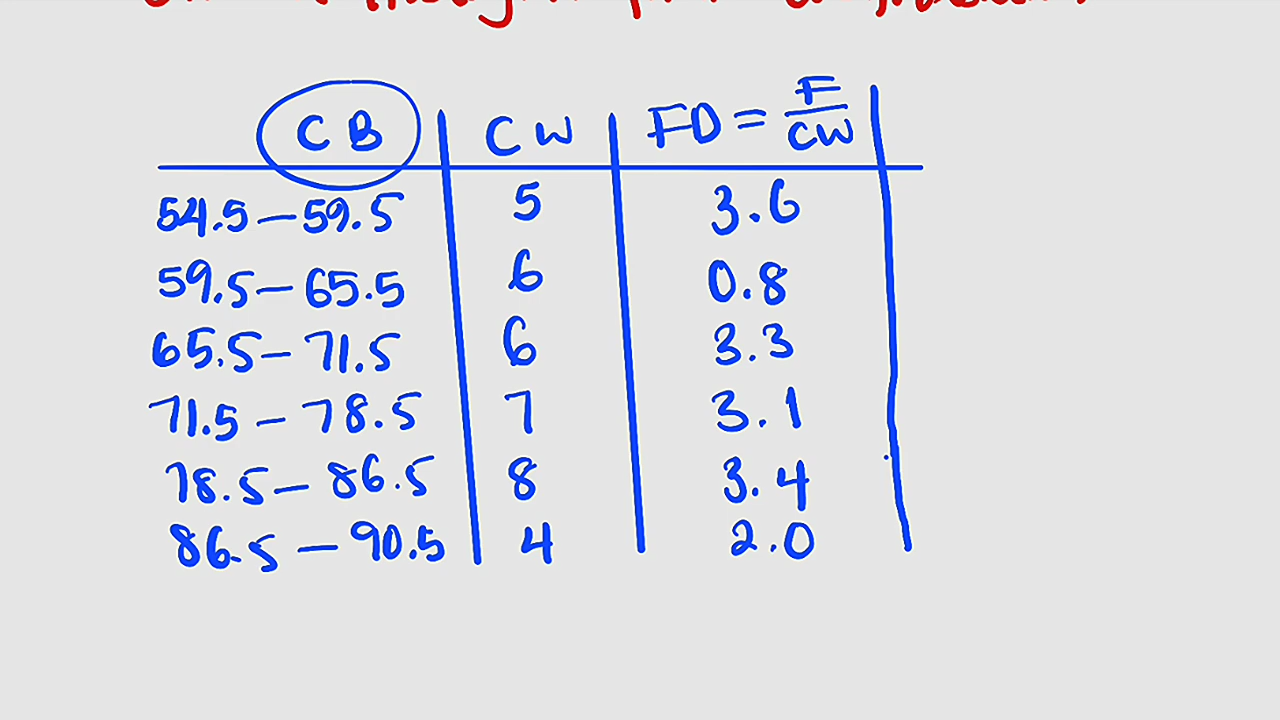 CB CW FD = F/CW
54.5 – 59.5 5 3.6
59.5 – 65.5 6 0.8
65.5 – 71.5 6 3.3
71.5 – 78.5 7 3.1
78.5 – 86.5 8 3.4
86.5 – 90.5 4 2.0